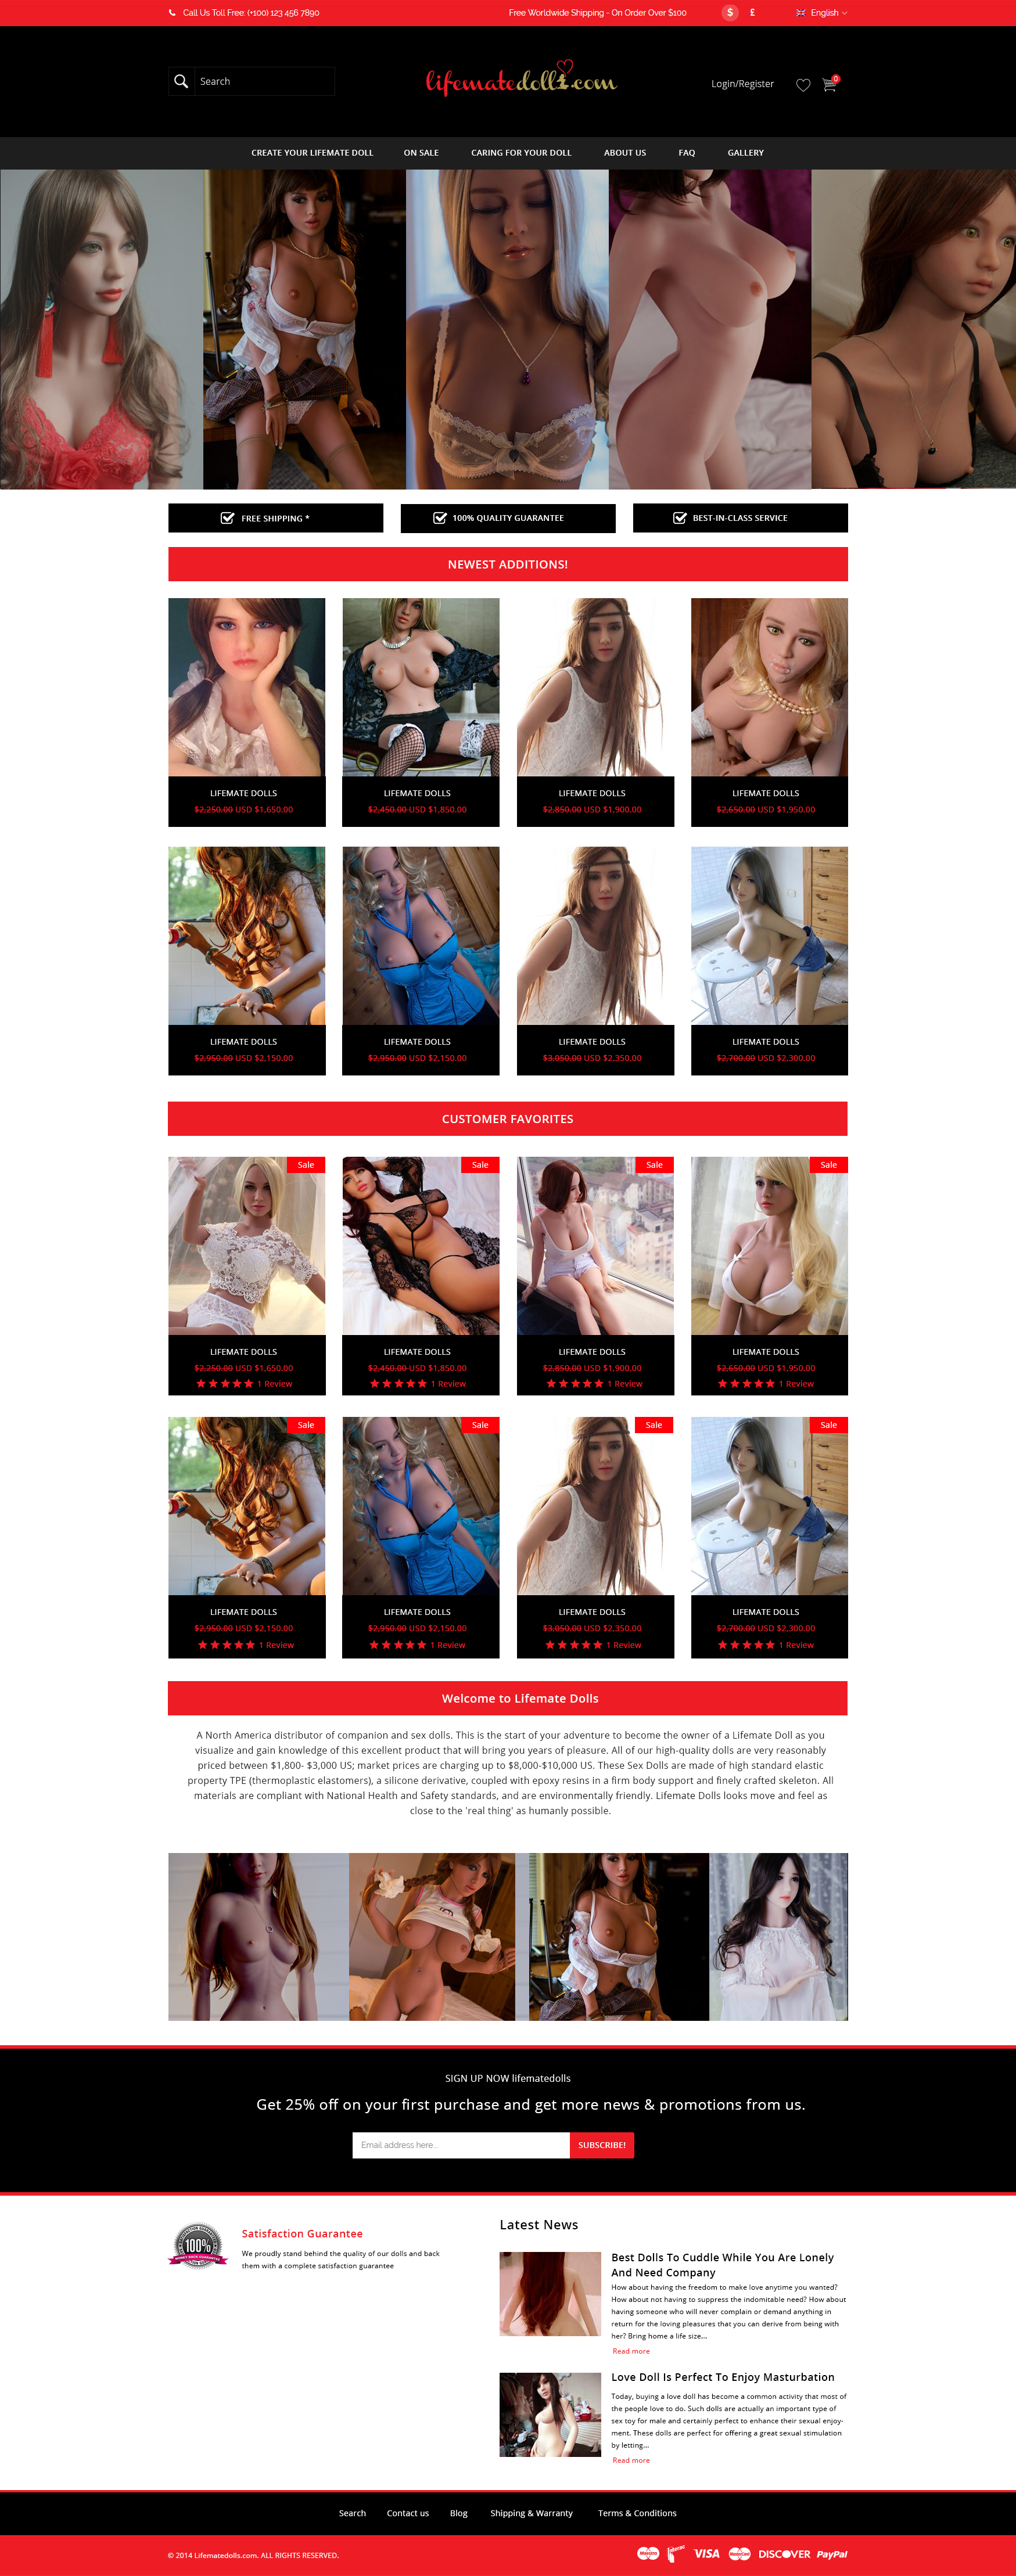 Call Us Toll Free: (+100) 123 456 7890
Free Worldwide Shipping - On Order Over $100
$
£
English
Search
lifematedolls.com
Login/Register
0
CREATE YOUR LIFEMATE DOLL
ON SALE
CARING FOR YOUR DOLL
ABOUT US
FAQ
GALLERY
FREE SHIPPING *
100% QUALITY GUARANTEE
BEST-IN-CLASS SERVICE
NEWEST ADDITIONS!
LIFEMATE DOLLS
$2,250.00 USD $1,650.00
LIFEMATE DOLLS
$2,450.00 USD $1,850.00
LIFEMATE DOLLS
$2,850.00 USD $1,900.00
LIFEMATE DOLLS
$2,650.00 USD $1,950.00
LIFEMATE DOLLS
$2,950.00 USD $2,150.00
LIFEMATE DOLLS
$2,950.00 USD $2,150.00
LIFEMATE DOLLS
$3,050,00 USD $2,350,00
LIFEMATE DOLLS
$2,700,00 USD $2,300.00
CUSTOMER FAVORITES
Sale
LIFEMATE DOLLS
$2,250.00 USD $1,650.00
1 Review
Sale
LIFEMATE DOLLS
$2,450.00 USD $1,850.00
1 Review
Sale
LIFEMATE DOLLS
$2,850.00 USD $1,900.00
1 Review
Sale
LIFEMATE DOLLS
$2,650.00 USD $1,950.00
1 Review
Sale
LIFEMATE DOLLS
$2,950.00 USD $2,150.00
1 Review
Sale
LIFEMATE DOLLS
$2,950.00 USD $2,150.00
1 Review
Sale
LIFEMATE DOLLS
$3,050,00 USD $2,350,00
1 Review
Sale
LIFEMATE DOLLS
$2,700,00 USD $2,300.00
1 Review
Welcome to Lifemate Dolls
A North America distributor of companion and sex dolls. This is the start of your adventure to become the owner of a Lifemate Doll as you
visualize and gain knowledge of this excellent product that will bring you years of pleasure. All of our high-quality dolls are very reasonably
priced between $1,800- $3,000 US; market prices are charging up to $8,000-$10,000 US. These Sex Dolls are made of high standard elastic
property TPE (thermoplastic elastomers), a silicone derivative, coupled with epoxy resins in a firm body support and finely crafted skeleton. All
materials are compliant with National Health and Safety standards, and are environmentally friendly. Lifemate Dolls looks move and feel as
close to the 'real thing' as humanly possible.
SIGN UP NOW lifematedolls
Get 25% off on your first purchase and get more news & promotions from us.
Email address here...
SUBSCRIBE!
100%
Satisfaction Guarantee
We proudly stand behind the quality of our dolls and back
them with a complete satisfaction guarantee
Latest News
Best Dolls To Cuddle While You Are Lonely
And Need Company
How about having the freedom to make love anytime you wanted?
How about not having to suppress the indomitable need? How about
having someone who will never complain or demand anything in
return for the loving pleasures that you can derive from being with
her? Bring home a life size...
Read more
Love Doll Is Perfect To Enjoy Masturbation
Today, buying a love doll has become a common activity that most of
the people love to do. Such dolls are actually an important type of
sex toy for male and certainly perfect to enhance their sexual enjoy-
ment. These dolls are perfect for offering a great sexual stimulation
by letting...
Read more
Search
Contact us
Blog
Shipping & Warranty
Terms & Conditions
© 2014 Lifematedolls.com. ALL RIGHTS RESERVED.
Maestro
VISA
MasterCard
DISCOVER
PayPal